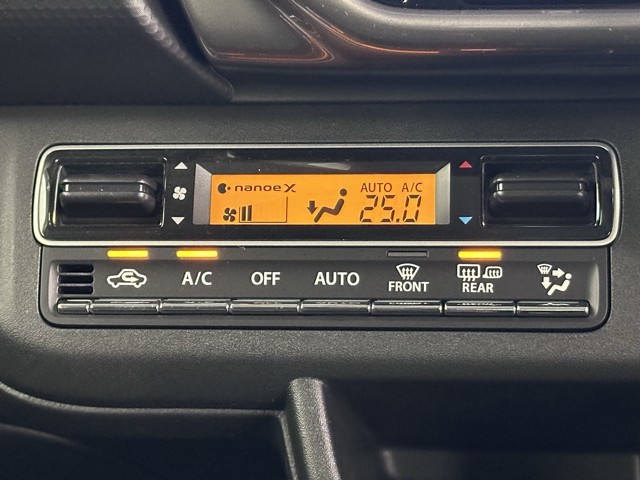 nanoeX
AUTO A/C
25.0
A/C OFF AUTO FRONT REAR